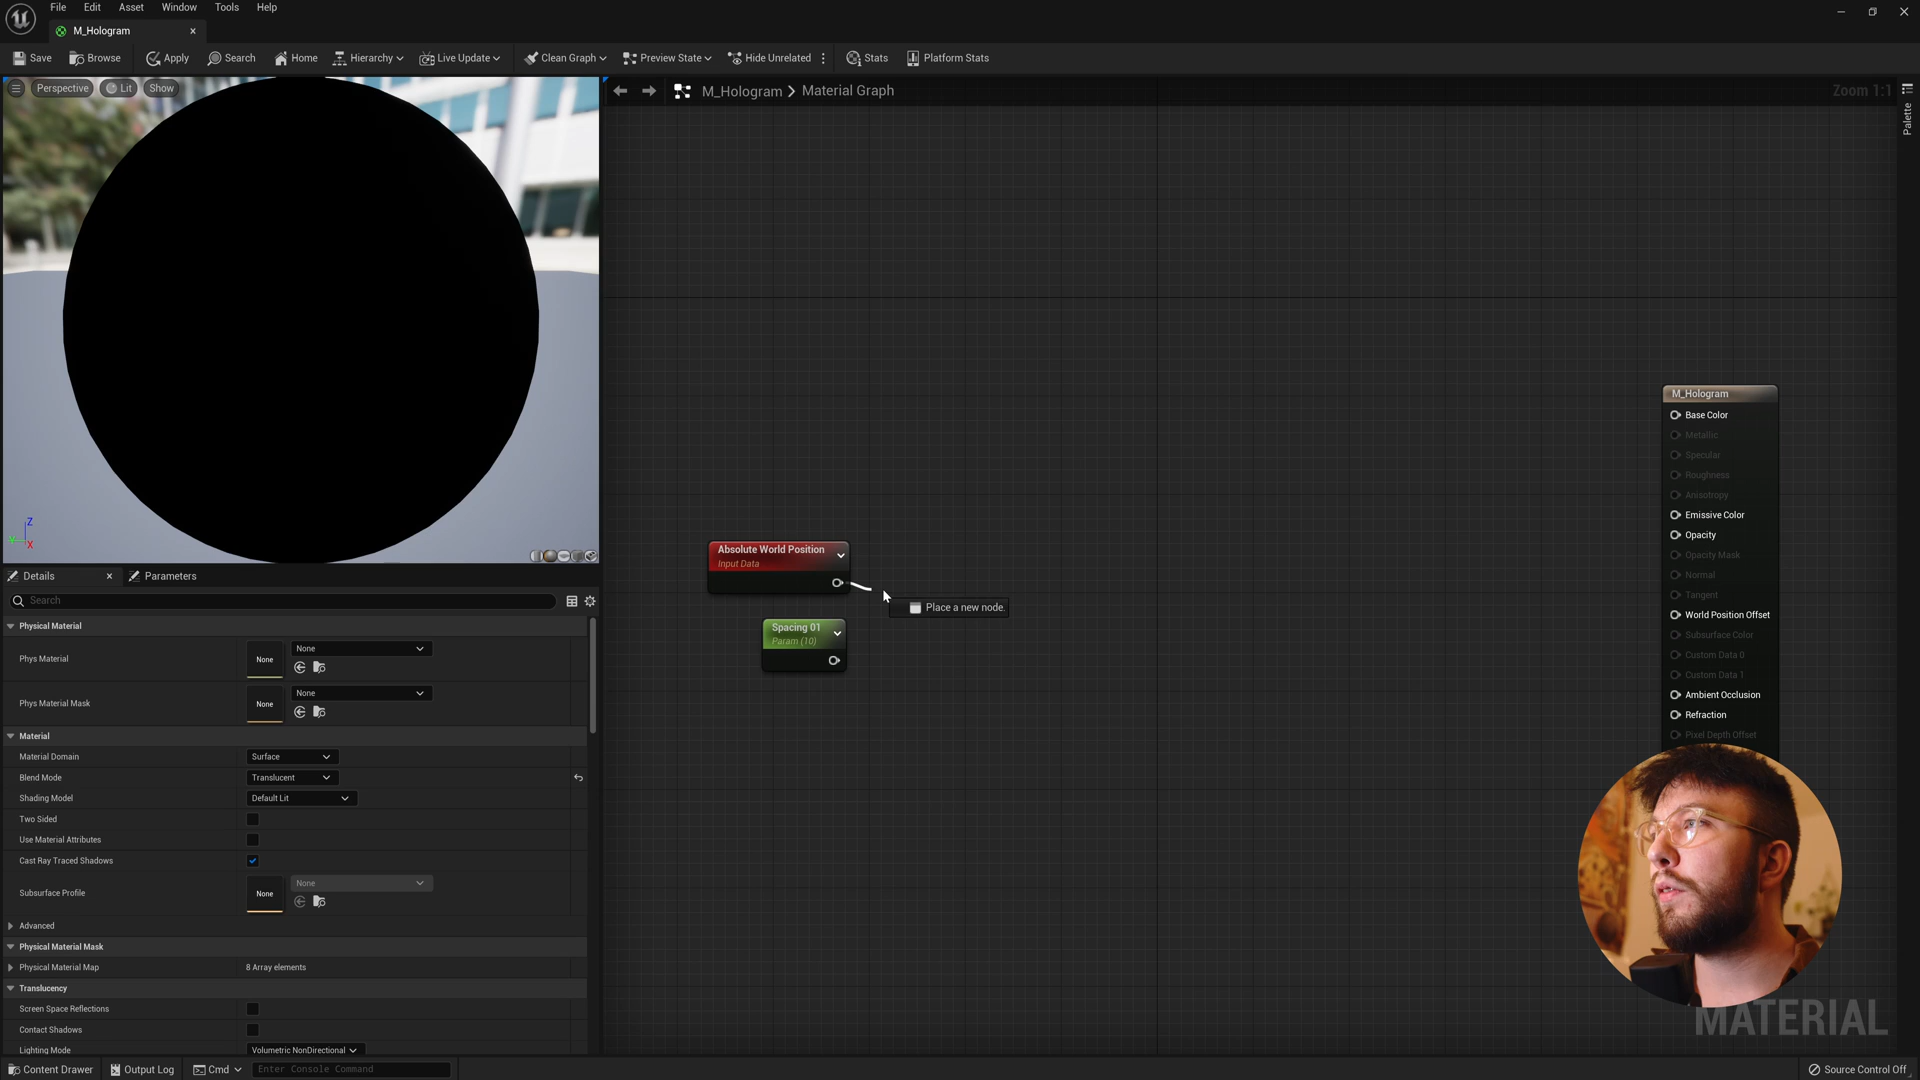 File Edit Asset Window Tools Help
M_Hologram
Save Browse Apply Search Home Hierarchy Live Update Clean Graph Preview State Hide Unrelated Stats Platform Stats
Perspective Lit Show
M_Hologram > Material Graph
Zoom 1:1
Palette
Z
Y
X
Absolute World Position
Input Data
Place a new node.
Spacing 01
Param (10)
M_Hologram
Base Color
Metallic
Specular
Roughness
Anisotropy
Emissive Color
Opacity
Opacity Mask
Normal
Tangent
World Position Offset
Subsurface Color
Custom Data 0
Custom Data 1
Ambient Occlusion
Refraction
Pixel Depth Offset
MATERIAL
Details Parameters
Search
Physical Material
Phys Material None None
Phys Material Mask None None
Material
Material Domain Surface
Blend Mode Translucent
Shading Model Default Lit
Two Sided
Use Material Attributes
Cast Ray Traced Shadows
Subsurface Profile None None
Advanced
Physical Material Mask
Physical Material Map 8 Array elements
Translucency
Screen Space Reflections
Contact Shadows
Lighting Mode Volumetric NonDirectional
Content Drawer Output Log Cmd Enter Console Command Source Control Off